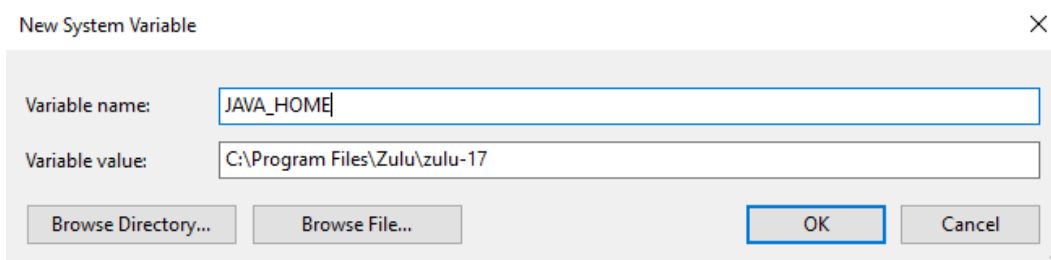 New System Variable
Variable name: JAVA_HOME
Variable value: C:\Program Files\Zulu\zulu-17
Browse Directory... Browse File... OK Cancel